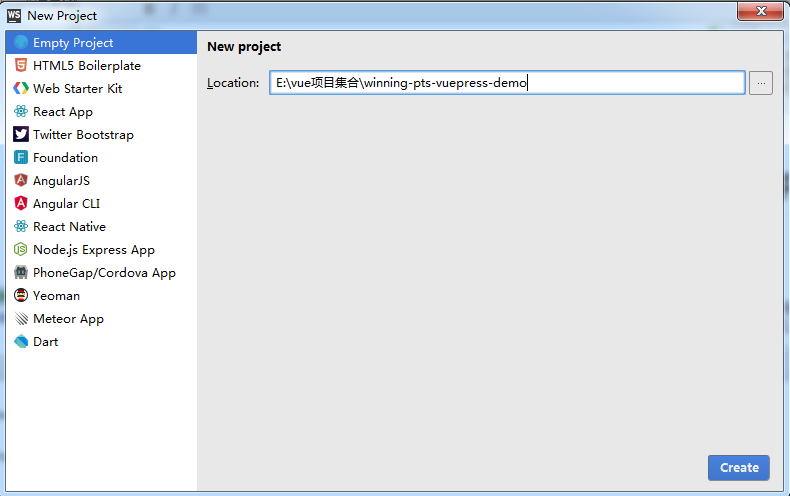 WS New Project
Empty Project
HTML5 Boilerplate
Web Starter Kit
React App
Twitter Bootstrap
Foundation
AngularJS
Angular CLI
React Native
Node.js Express App
PhoneGap/Cordova App
Yeoman
Meteor App
Dart
New project
Location: E:\vue项目集合\winning-pts-vuepress-demo ...
Create